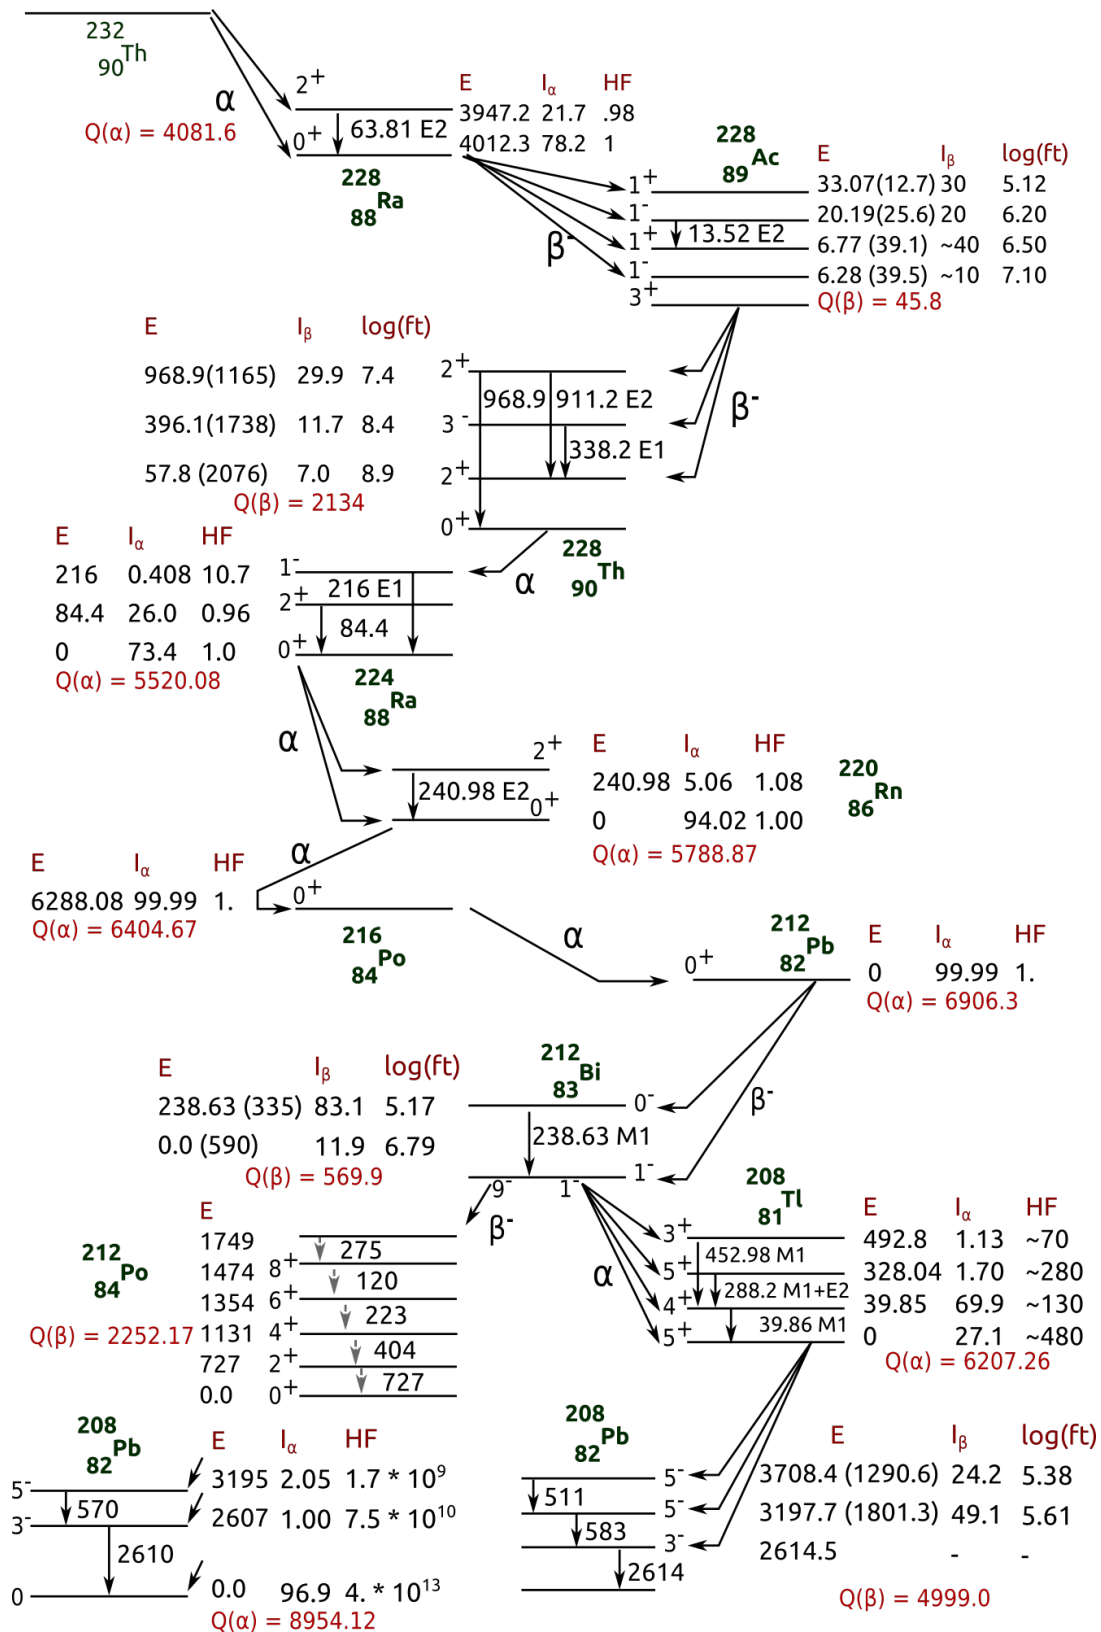 232
90Th
Q(α) = 4081.6
α
2+
0+
63.81 E2
E Iα HF
3947.2 21.7 .98
4012.3 78.2 1
228
88Ra
228
89Ac
E Iβ log(ft)
1+ 33.07(12.7) 30 5.12
1- 20.19(25.6) 20 6.20
13.52 E2
1+ 6.77 (39.1) ~40 6.50
1- 6.28 (39.5) ~10 7.10
3+
Q(β) = 45.8
β-
E Iβ log(ft)
968.9(1165) 29.9 7.4 2+
968.9 911.2 E2
396.1(1738) 11.7 8.4 3-
338.2 E1
57.8 (2076) 7.0 8.9 2+
Q(β) = 2134
0+
β-
228
90Th
α
E Iα HF
216 0.408 10.7 1-
216 E1
84.4 26.0 0.96 2+
84.4
0 73.4 1.0 0+
Q(α) = 5520.08
224
88Ra
α
2+
240.98 E2
0+
E Iα HF
240.98 5.06 1.08
0 94.02 1.00
Q(α) = 5788.87
220
86Rn
α
E Iα HF
6288.08 99.99 1. 0+
Q(α) = 6404.67
216
84Po
α
212
82Pb
0+
E Iα HF
0 99.99 1.
Q(α) = 6906.3
212
83Bi
E Iβ log(ft)
238.63 (335) 83.1 5.17 0-
238.63 M1
0.0 (590) 11.9 6.79 1-
Q(β) = 569.9
β-
9- 1-
β-
α
212
84Po
Q(β) = 2252.17
E
1749
275
1474 8+
120
1354 6+
223
1131 4+
404
727 2+
727
0.0 0+
208
81Tl
E Iα HF
3+ 492.8 1.13 ~70
452.98 M1
5+ 328.04 1.70 ~280
288.2 M1+E2
4+ 39.85 69.9 ~130
39.86 M1
5+ 0 27.1 ~480
Q(α) = 6207.26
208
82Pb
E Iα HF
5- 3195 2.05 1.7 * 10^9
570
3- 2607 1.00 7.5 * 10^10
2610
0 0.0 96.9 4. * 10^13
Q(α) = 8954.12
208
82Pb
E Iβ log(ft)
5- 3708.4 (1290.6) 24.2 5.38
511
5- 3197.7 (1801.3) 49.1 5.61
583
3- 2614.5 - -
2614
Q(β) = 4999.0